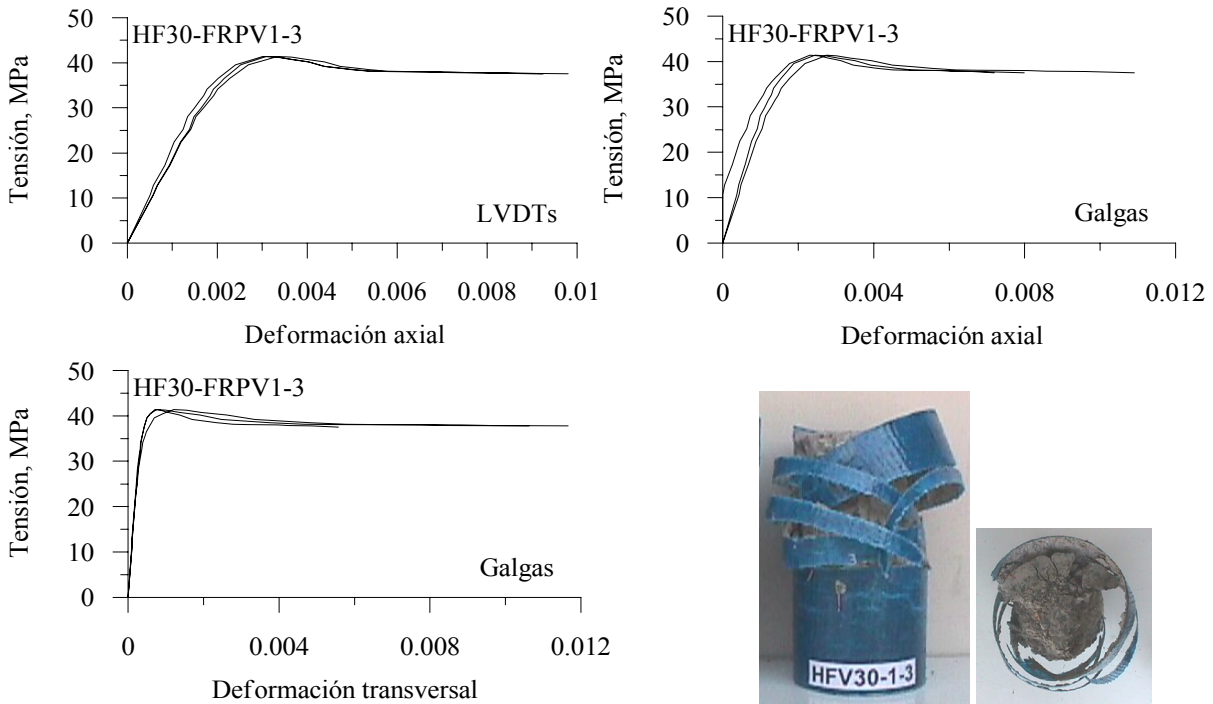 50
40
30
20
10
0
Tensión, MPa
HF30-FRPV1-3
LVDTs
0 0.002 0.004 0.006 0.008 0.01
Deformación axial
50
40
30
20
10
0
Tensión, MPa
HF30-FRPV1-3
Galgas
0 0.004 0.008 0.012
Deformación axial
50
40
30
20
10
0
Tensión, MPa
HF30-FRPV1-3
Galgas
0 0.004 0.008 0.012
Deformación transversal
3
HFV30-1-3